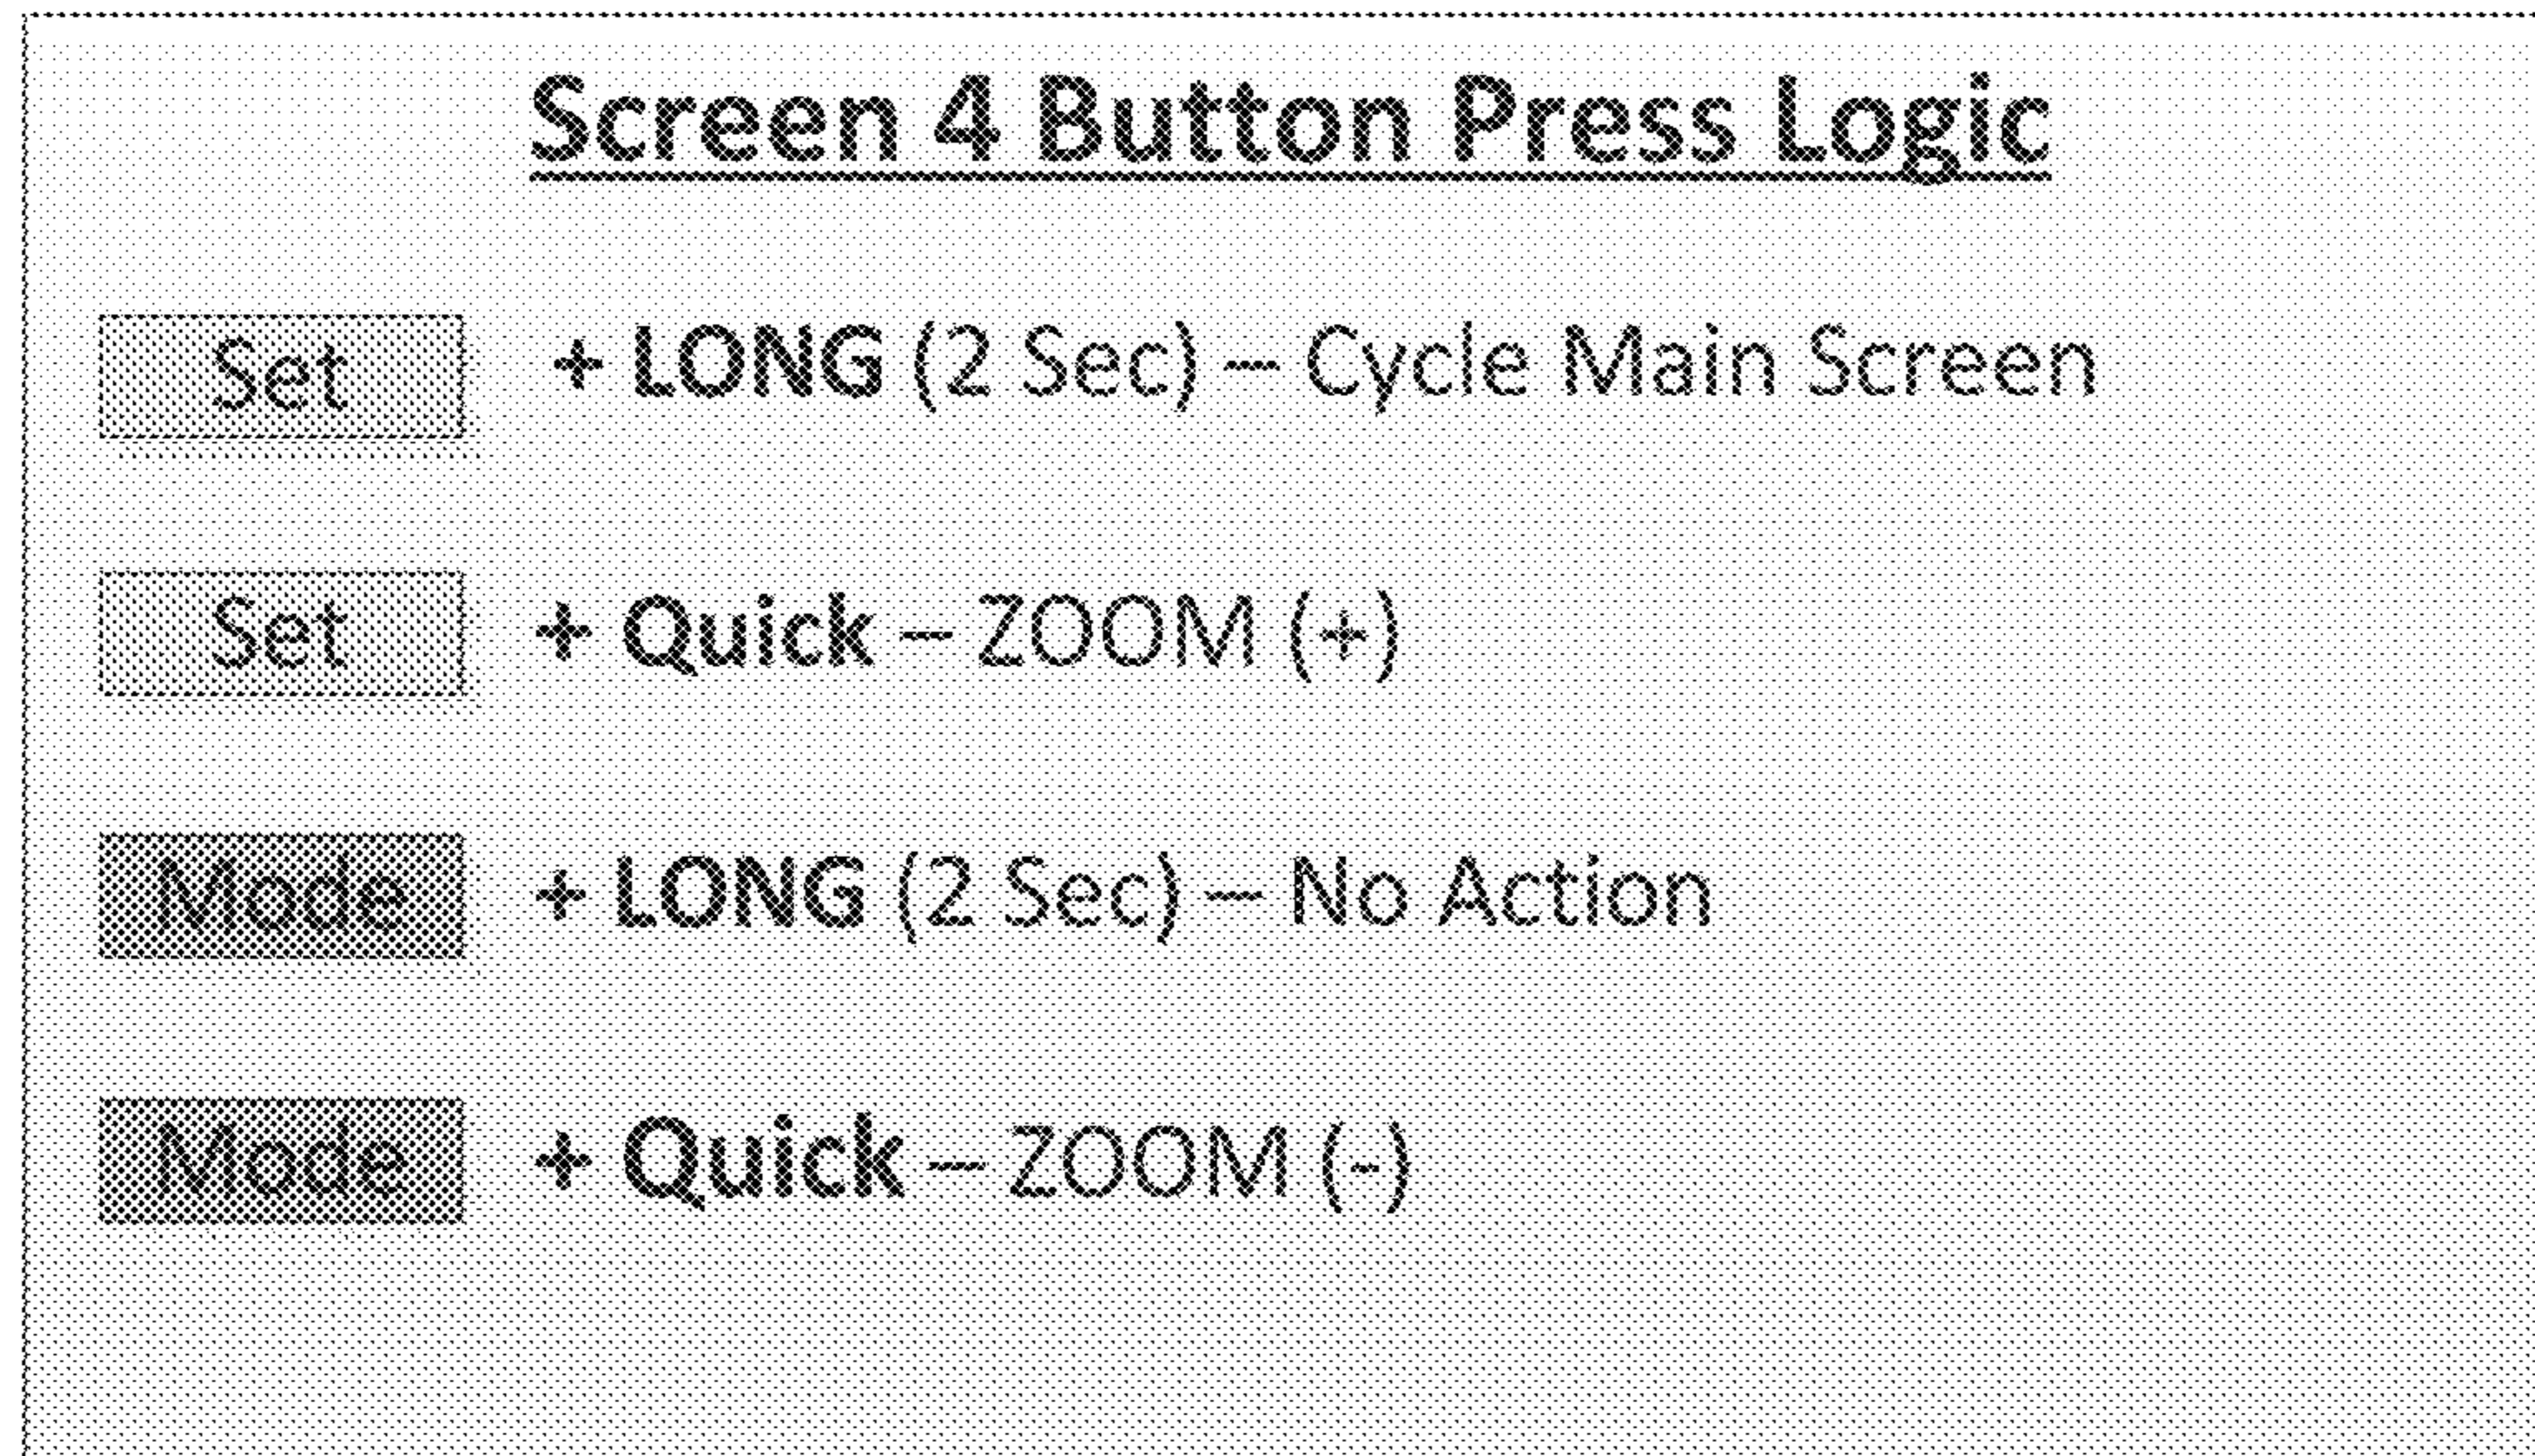 Screen 4 Button Press Logic
Set + LONG (2 Sec) – Cycle Main Screen
Set + Quick – ZOOM (+)
Mode + LONG (2 Sec) – No Action
Mode + Quick – ZOOM (-)